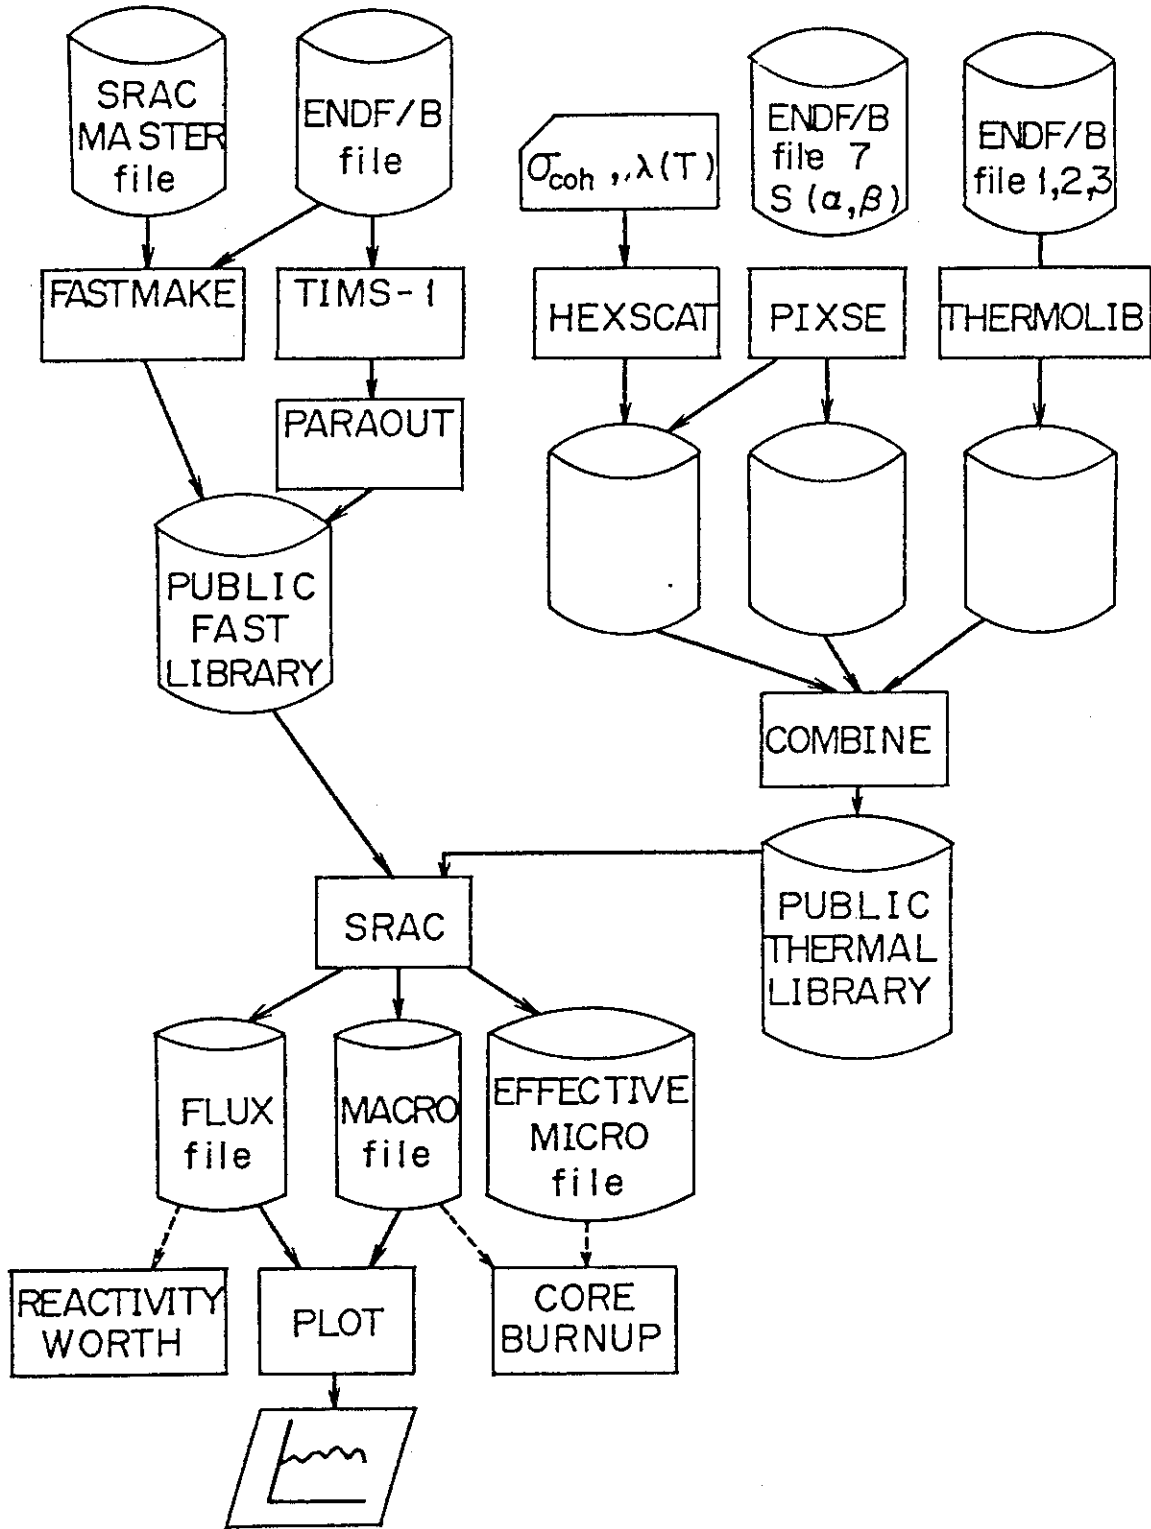 SRAC
MASTER
file
ENDF/B
file
σcoh , λ(T)
ENDF/B
file 7
S (α,β)
ENDF/B
file 1,2,3
FASTMAKE
TIMS-1
HEXSCAT
PIXSE
THERMOLIB
PARAOUT
PUBLIC
FAST
LIBRARY
COMBINE
SRAC
PUBLIC
THERMAL
LIBRARY
FLUX
file
MACRO
file
EFFECTIVE
MICRO
file
REACTIVITY
WORTH
PLOT
CORE
BURNUP